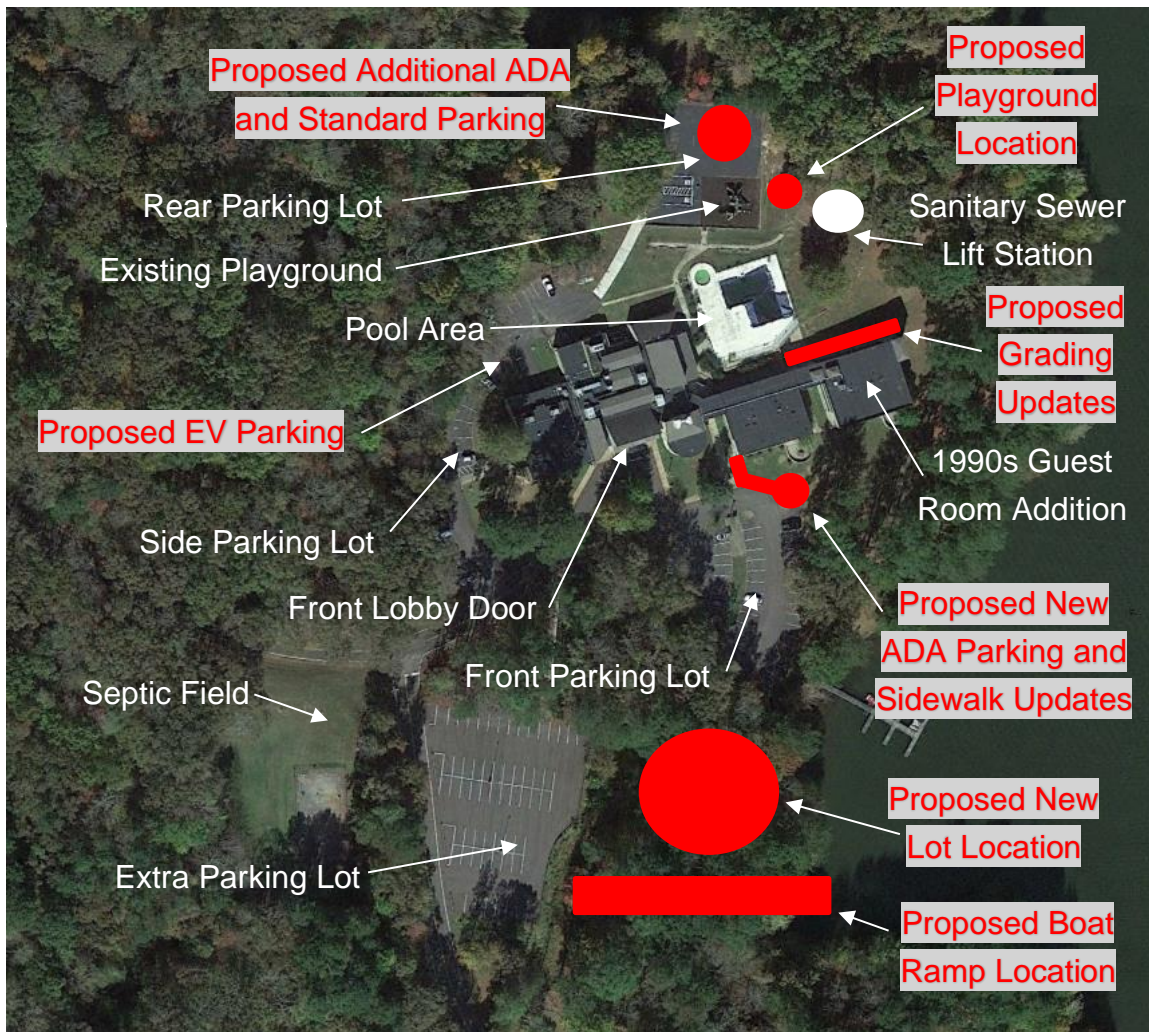 Proposed Additional ADA
and Standard Parking
Proposed
Playground
Location
Rear Parking Lot
Sanitary Sewer
Lift Station
Existing Playground
Pool Area
Proposed
Grading
Updates
Proposed EV Parking
1990s Guest
Room Addition
Side Parking Lot
Front Lobby Door
Proposed New
ADA Parking and
Sidewalk Updates
Front Parking Lot
Septic Field
Proposed New
Lot Location
Extra Parking Lot
Proposed Boat
Ramp Location